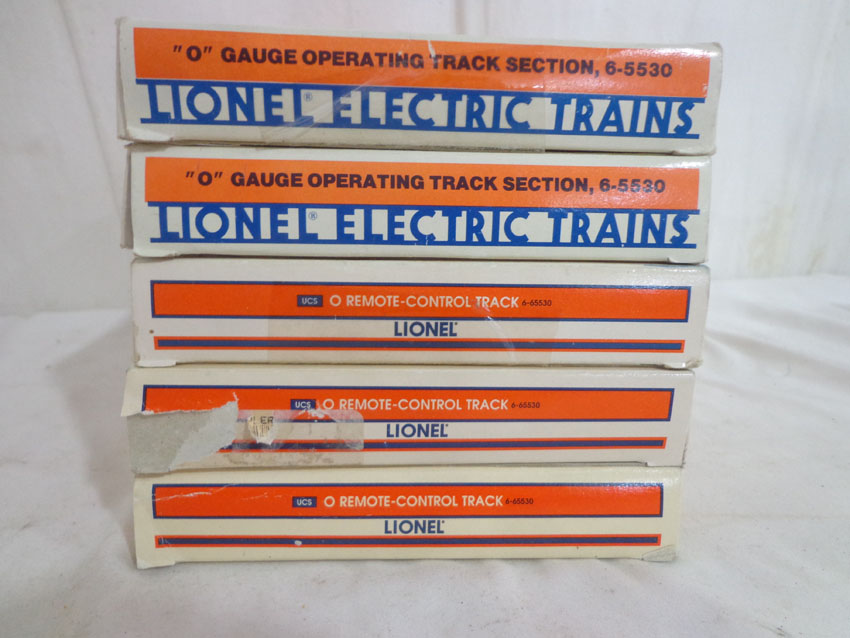 "O" GAUGE OPERATING TRACK SECTION, 6-5530
LIONEL® ELECTRIC TRAINS
"O" GAUGE OPERATING TRACK SECTION, 6-5530
LIONEL® ELECTRIC TRAINS
UCS O REMOTE-CONTROL TRACK 6-65530
LIONEL®
UCS O REMOTE-CONTROL TRACK 6-65530
ER
LIONEL®
UCS O REMOTE-CONTROL TRACK 6-65530
LIONEL®